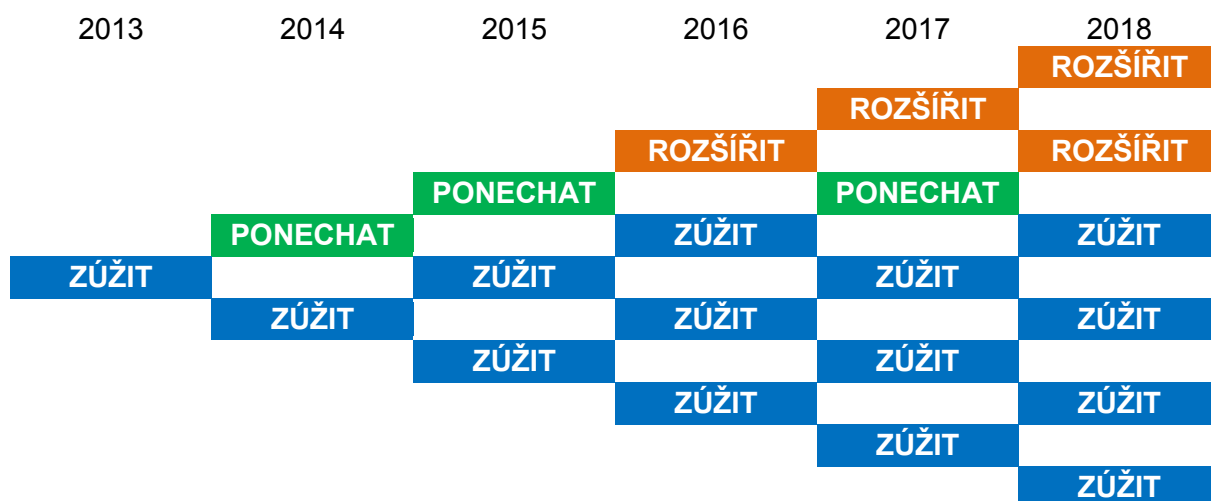 2013 2014 2015 2016 2017 2018
ROZŠÍŘIT
ROZŠÍŘIT
ROZŠÍŘIT ROZŠÍŘIT
PONECHAT PONECHAT
PONECHAT ZÚŽIT ZÚŽIT
ZÚŽIT ZÚŽIT ZÚŽIT
ZÚŽIT ZÚŽIT ZÚŽIT
ZÚŽIT ZÚŽIT
ZÚŽIT ZÚŽIT
ZÚŽIT
ZÚŽIT